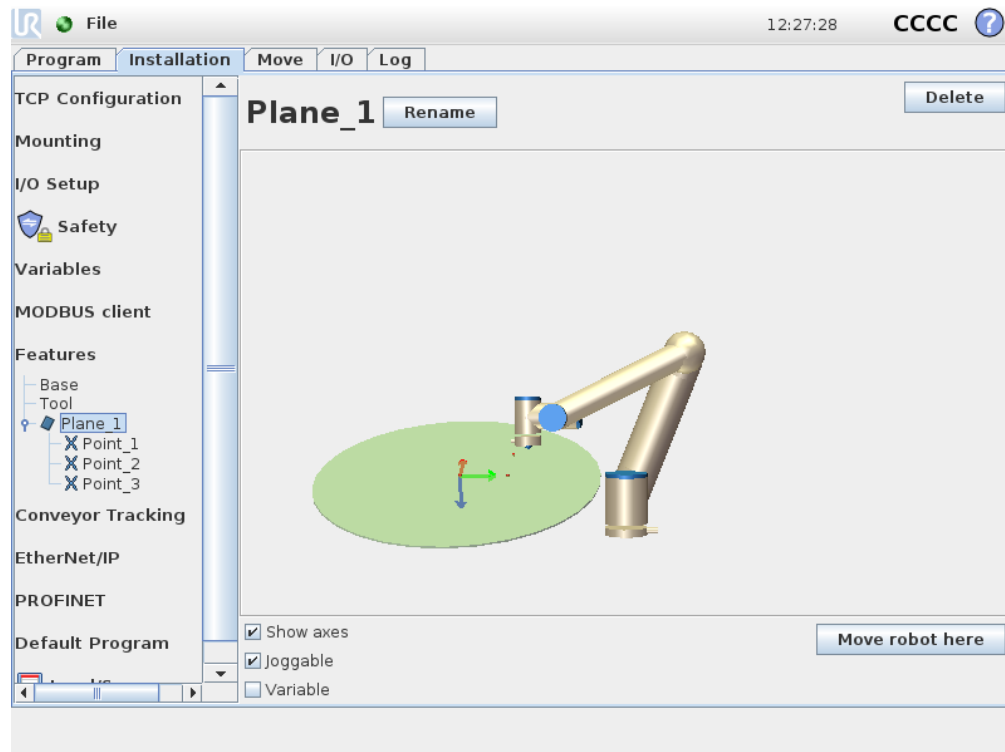 UR File 12:27:28 CCCC ?
Program Installation Move I/O Log
TCP Configuration
Mounting
I/O Setup
Safety
Variables
MODBUS client
Features
Base
Tool
Plane_1
Point_1
Point_2
Point_3
Conveyor Tracking
EtherNet/IP
PROFINET
Default Program
Plane_1 Rename Delete
Show axes
Joggable
Variable
Move robot here